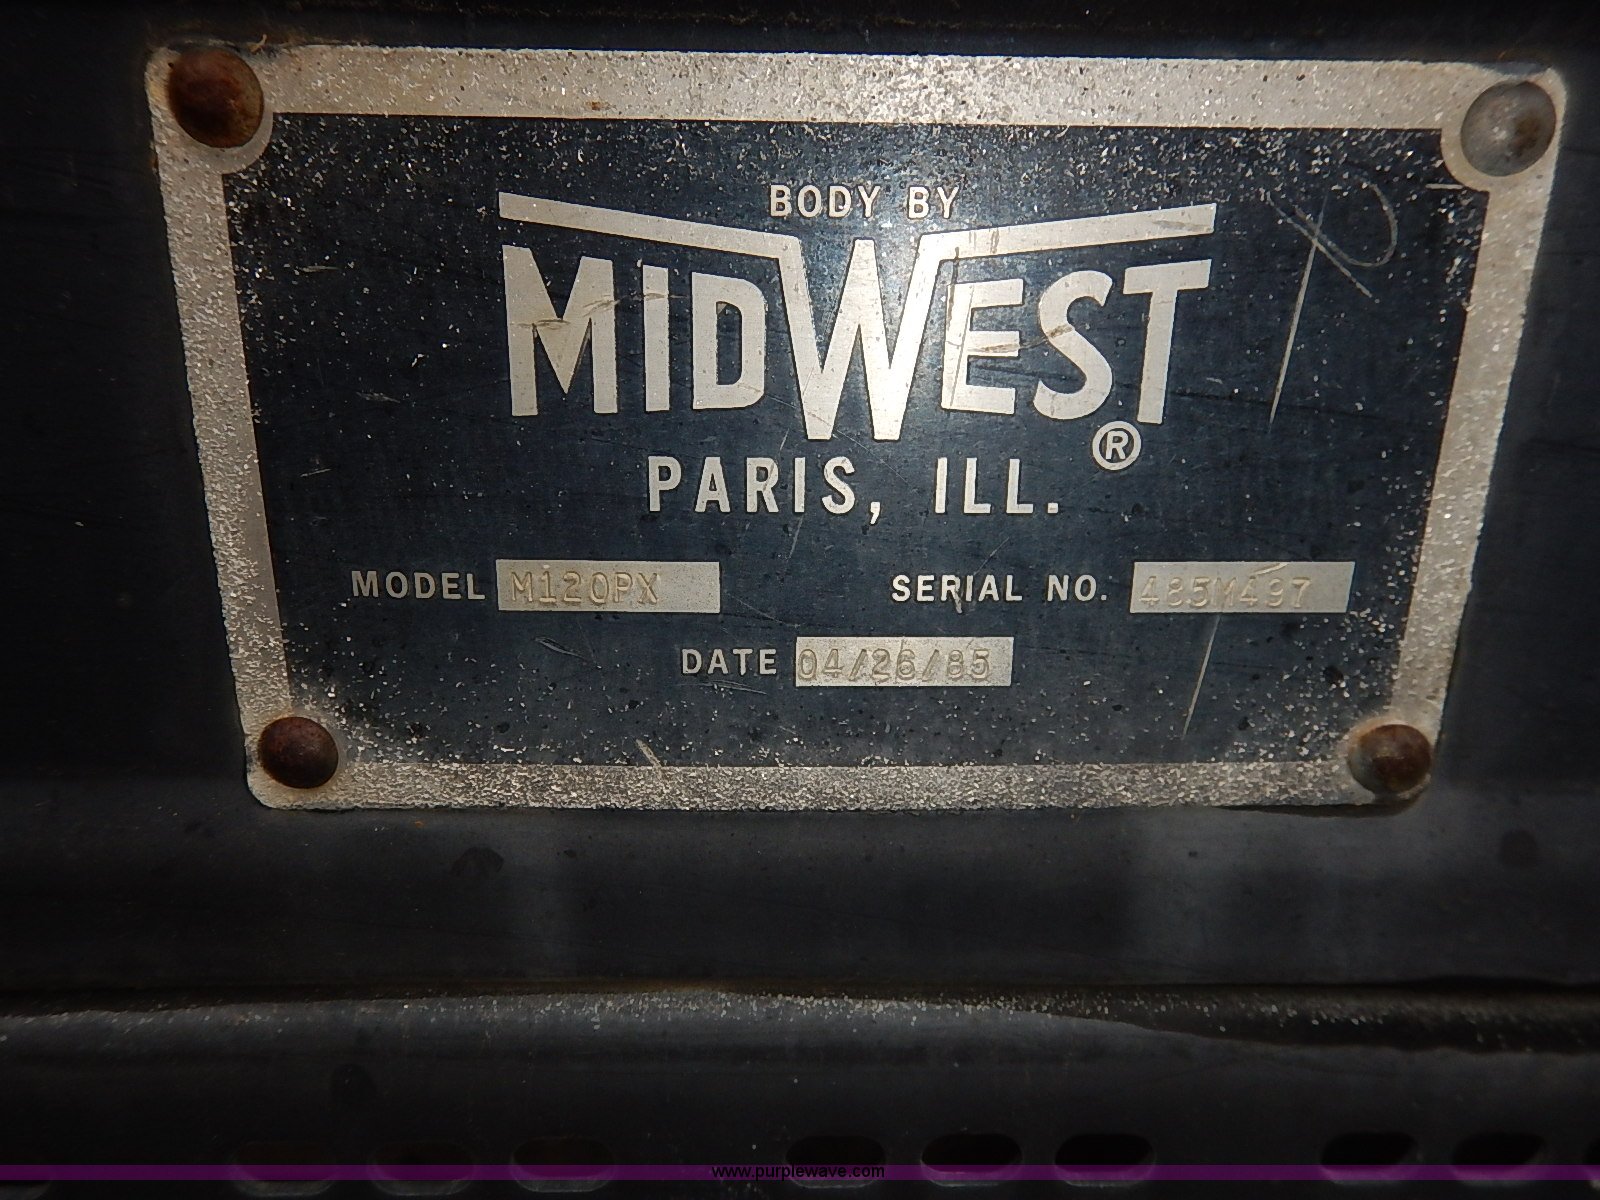 BODY BY
MIDWEST ®
PARIS, ILL.
MODEL M120PX SERIAL NO. 485M497
DATE 04/26/85
www.purplewave.com